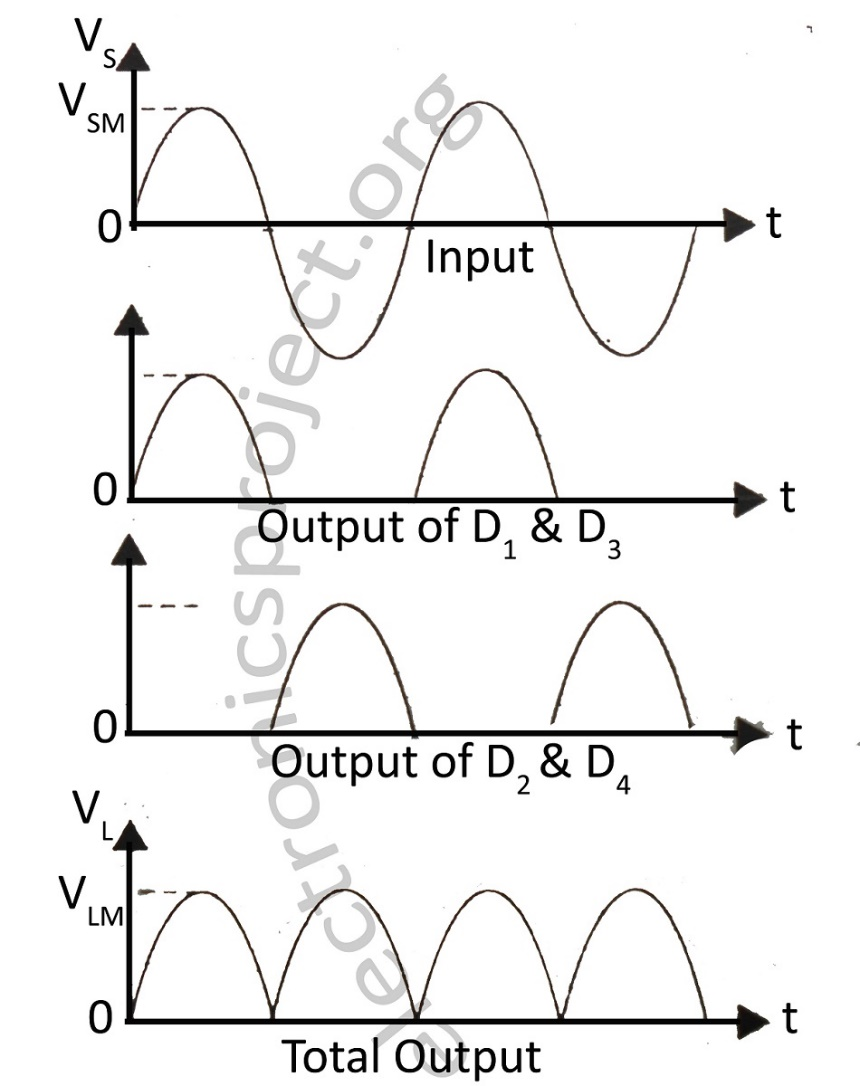 V_S
V_SM
0
t
Input
0
t
Output of D_1 & D_3
0
t
Output of D_2 & D_4
V_L
V_LM
0
t
Total Output
electronicsproject.org